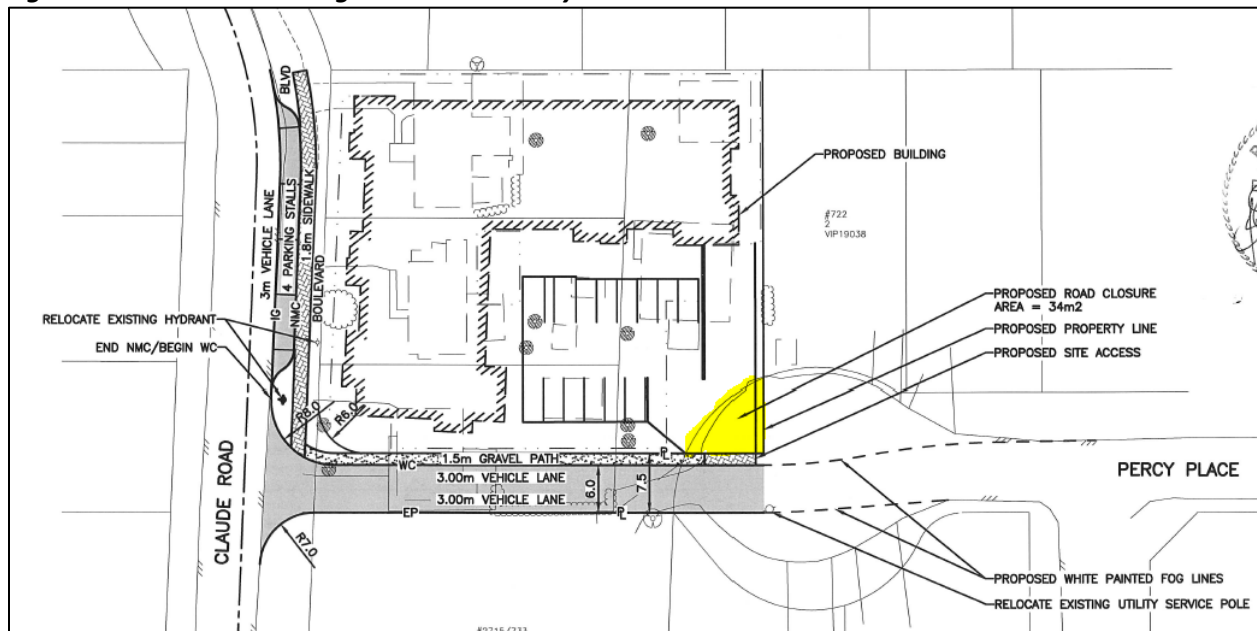 BLVD
3m VEHICLE LANE
4 PARKING STALLS
1.8m SIDEWALK
BOULEVARD
IG
NMC
RELOCATE EXISTING HYDRANT
END NMC/BEGIN WC
R8.0
R6.0
PROPOSED BUILDING
#722
2
VIP19038
PROPOSED ROAD CLOSURE
AREA = 34m2
PROPOSED PROPERTY LINE
PROPOSED SITE ACCESS
WC
1.5m GRAVEL PATH
PL
3.00m VEHICLE LANE
3.00m VEHICLE LANE
6.0
7.5
EP
PL
CLAUDE ROAD
R7.0
PERCY PLACE
PROPOSED WHITE PAINTED FOG LINES
RELOCATE EXISTING UTILITY SERVICE POLE